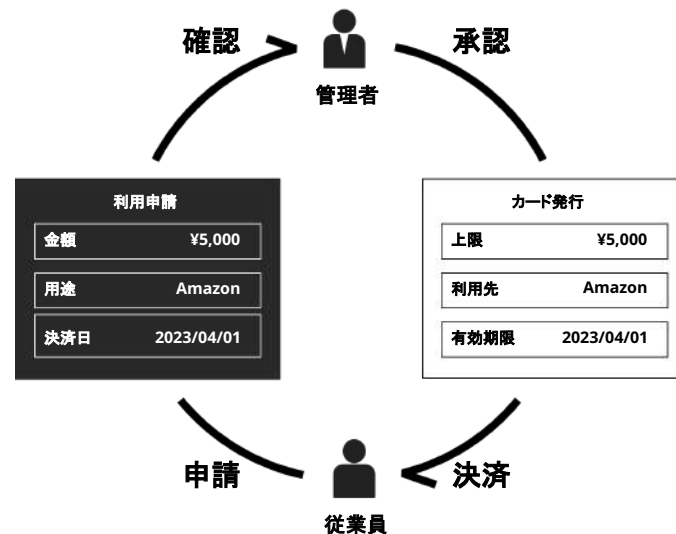 確認
承認
管理者
利用申請
金額 ¥5,000
用途 Amazon
決済日 2023/04/01
カード発行
上限 ¥5,000
利用先 Amazon
有効期限 2023/04/01
申請
決済
従業員